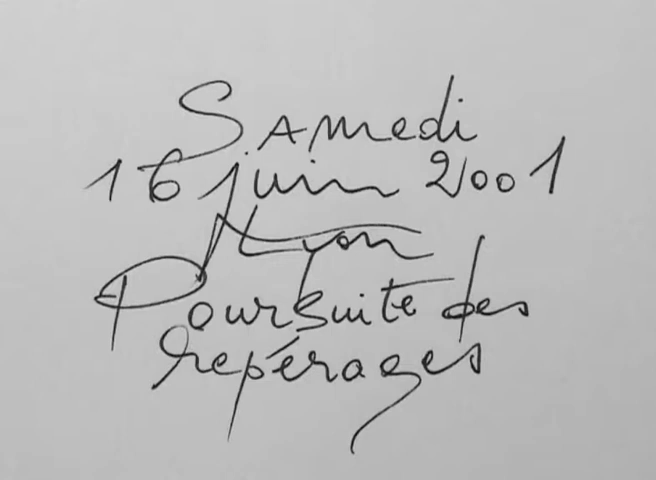 Samedi
16 juin 2001
Lyon
Poursuite des
repérages